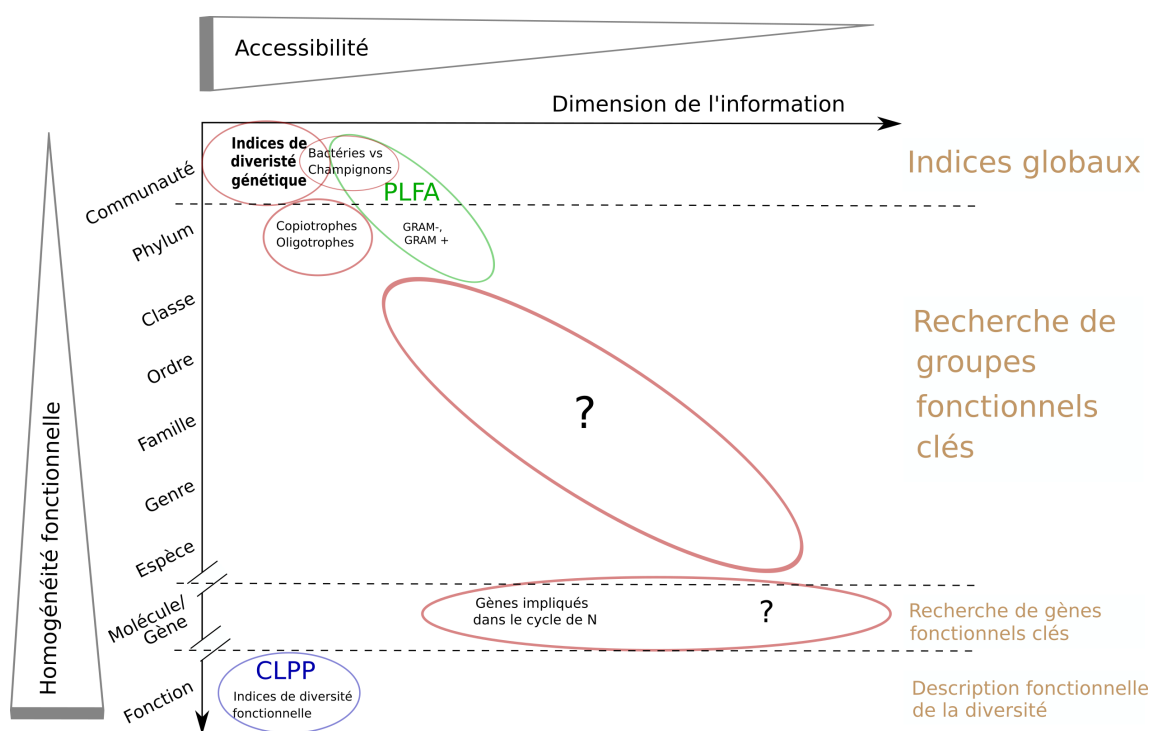 Accessibilité
Dimension de l'information
Indices de
diveristé
génétique
Bactéries vs
Champignons
PLFA
Indices globaux
Communauté
Copiotrophes
Oligotrophes
GRAM-,
GRAM +
Phylum
Classe
Ordre
Famille
Genre
Espèce
?
Recherche de
groupes
fonctionnels
clés
Homogénéité fonctionnelle
Molécule/
Gène
Gènes impliqués
dans le cycle de N
?
Recherche de gènes
fonctionnels clés
Fonction
CLPP
Indices de diversité
fonctionnelle
Description fonctionnelle
de la diversité